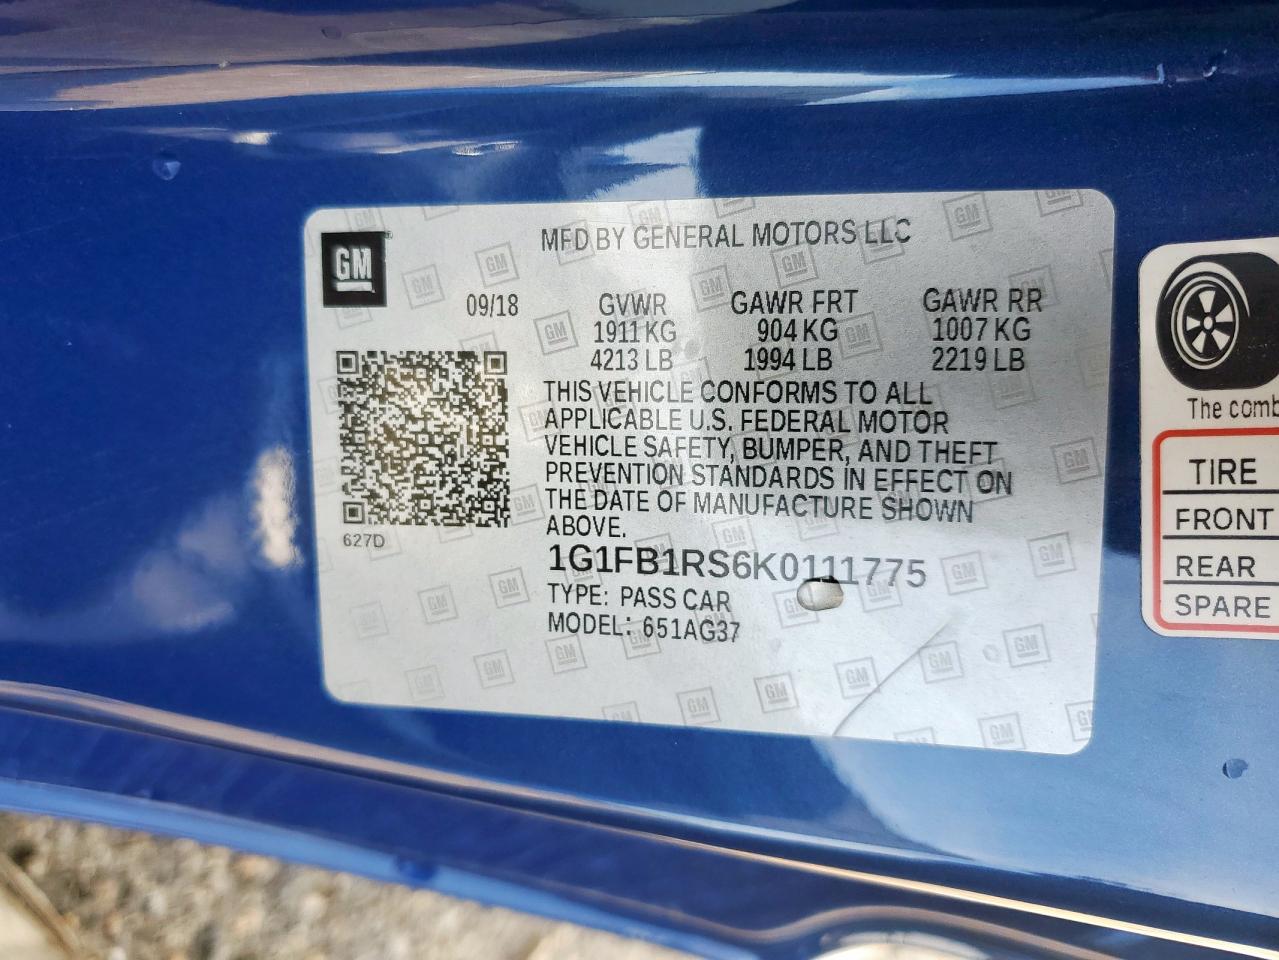 GM
MFD BY GENERAL MOTORS LLC
09/18 GVWR GAWR FRT GAWR RR
1911 KG 904 KG 1007 KG
4213 LB 1994 LB 2219 LB
THIS VEHICLE CONFORMS TO ALL
APPLICABLE U.S. FEDERAL MOTOR
VEHICLE SAFETY, BUMPER, AND THEFT
PREVENTION STANDARDS IN EFFECT ON
THE DATE OF MANUFACTURE SHOWN
ABOVE.
627D
1G1FB1RS6K0111775
TYPE: PASS CAR
MODEL: 651AG37
The comb
TIRE
FRONT
REAR
SPARE